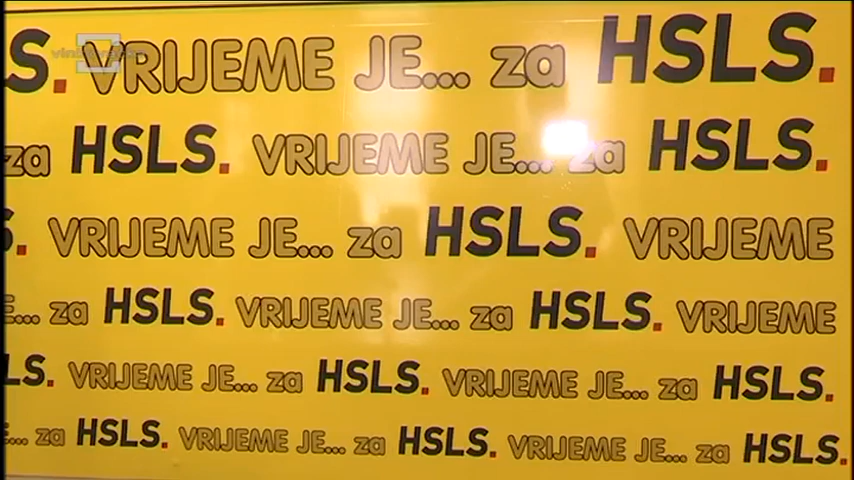 S. VRIJEME JE... za HSLS.
za HSLS. VRIJEME JE... za HSLS.
. VRIJEME JE... za HSLS. VRIJEME
... za HSLS. VRIJEME JE... za HSLS. VRIJEME
LS. VRIJEME JE... za HSLS. VRIJEME JE... za HSLS.
... za HSLS. VRIJEME JE... za HSLS. VRIJEME JE... za HSLS.